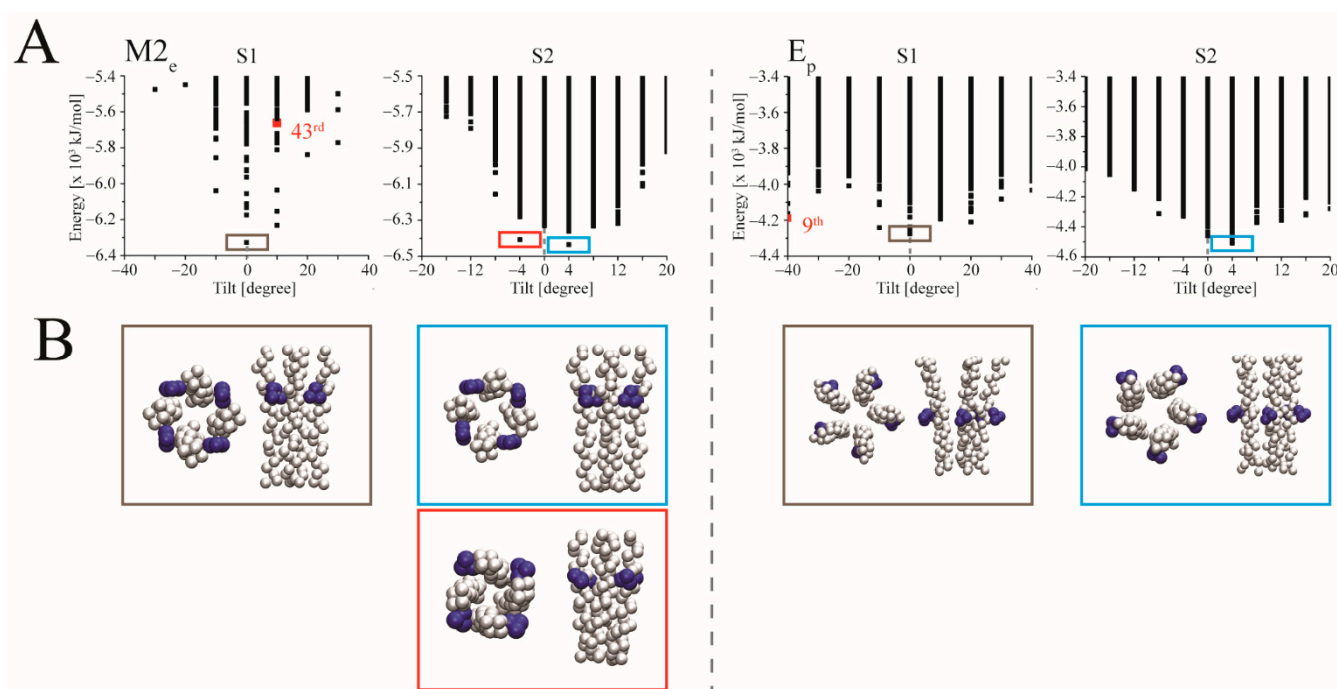 A
M2e
S1
S2
Ep
S1
S2
Energy [x 10³ kJ/mol]
−5.4
−5.6
−5.8
−6.0
−6.2
−6.4
43rd
−40 −20 0 20 40
Tilt [degree]
−5.5
−5.7
−5.9
−6.1
−6.3
−6.5
−20 −12 −4 0 4 12 20
Tilt [degree]
Energy [x 10³ kJ/mol]
−3.4
−3.6
−3.8
−4.0
−4.2
−4.4
9th
−40 −20 0 20 40
Tilt [degree]
−3.4
−3.6
−3.8
−4.0
−4.2
−4.4
−4.6
−20 −12 −4 0 4 12 20
Tilt [degree]
B